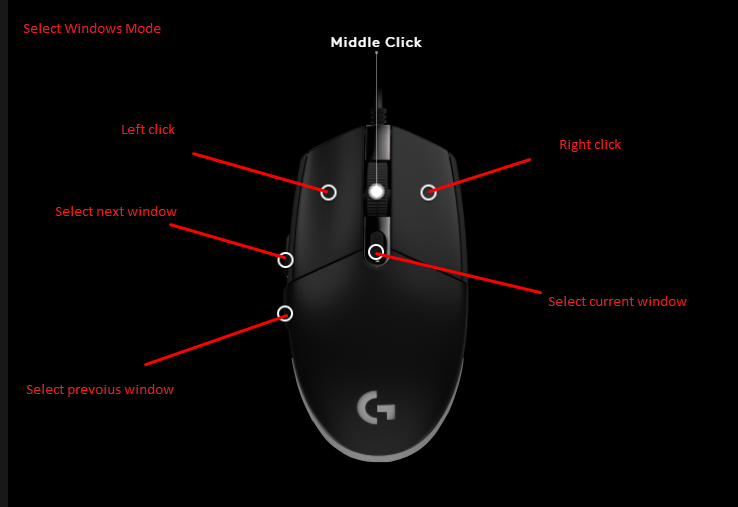 Select Windows Mode
Middle Click
Left click
Right click
Select next window
Select current window
Select prevoius window